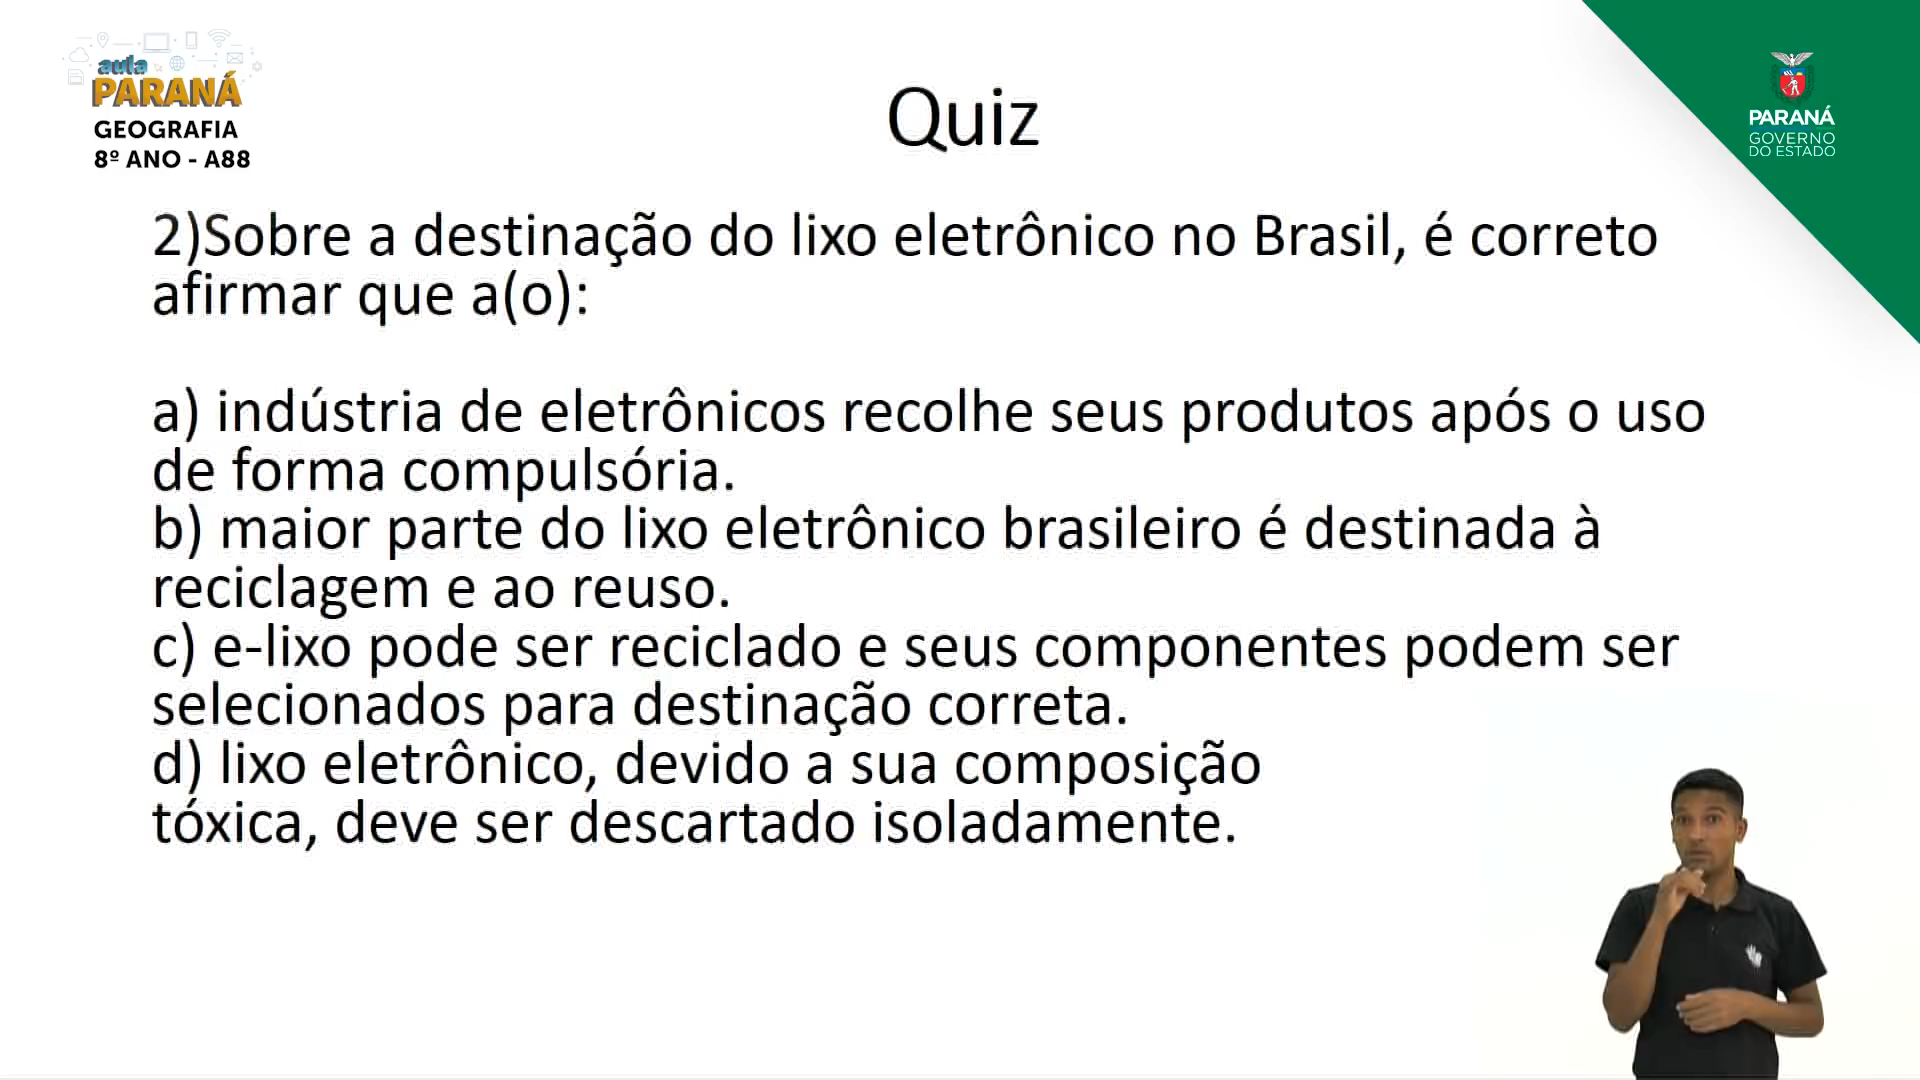 aula
PARANÁ
GEOGRAFIA
8º ANO - A88
Quiz
PARANÁ
GOVERNO
DO ESTADO
2)Sobre a destinação do lixo eletrônico no Brasil, é correto
afirmar que a(o):
a) indústria de eletrônicos recolhe seus produtos após o uso
de forma compulsória.
b) maior parte do lixo eletrônico brasileiro é destinada à
reciclagem e ao reuso.
c) e-lixo pode ser reciclado e seus componentes podem ser
selecionados para destinação correta.
d) lixo eletrônico, devido a sua composição
tóxica, deve ser descartado isoladamente.